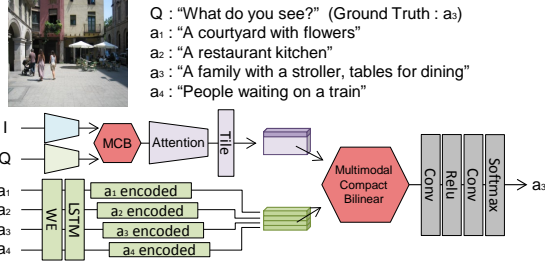 Q : “What do you see?” (Ground Truth : a₃)
a₁ : “A courtyard with flowers”
a₂ : “A restaurant kitchen”
a₃ : “A family with a stroller, tables for dining”
a₄ : “People waiting on a train”
I
Q
MCB
Attention
Tile
a₁
a₂
a₃
a₄
WE
LSTM
a₁ encoded
a₂ encoded
a₃ encoded
a₄ encoded
Multimodal
Compact
Bilinear
Conv
Relu
Conv
Softmax
a₃